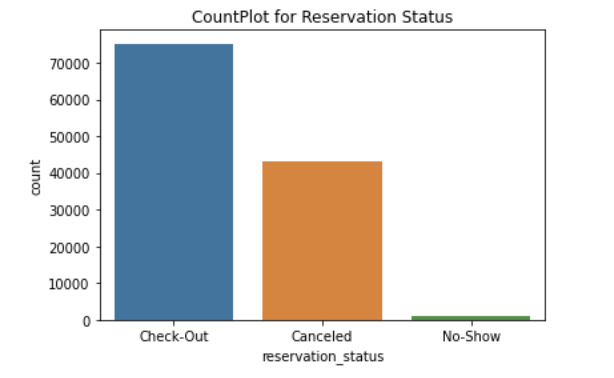 CountPlot for Reservation Status
70000
60000
50000
40000
30000
20000
10000
0
count
Check-Out Canceled No-Show
reservation_status